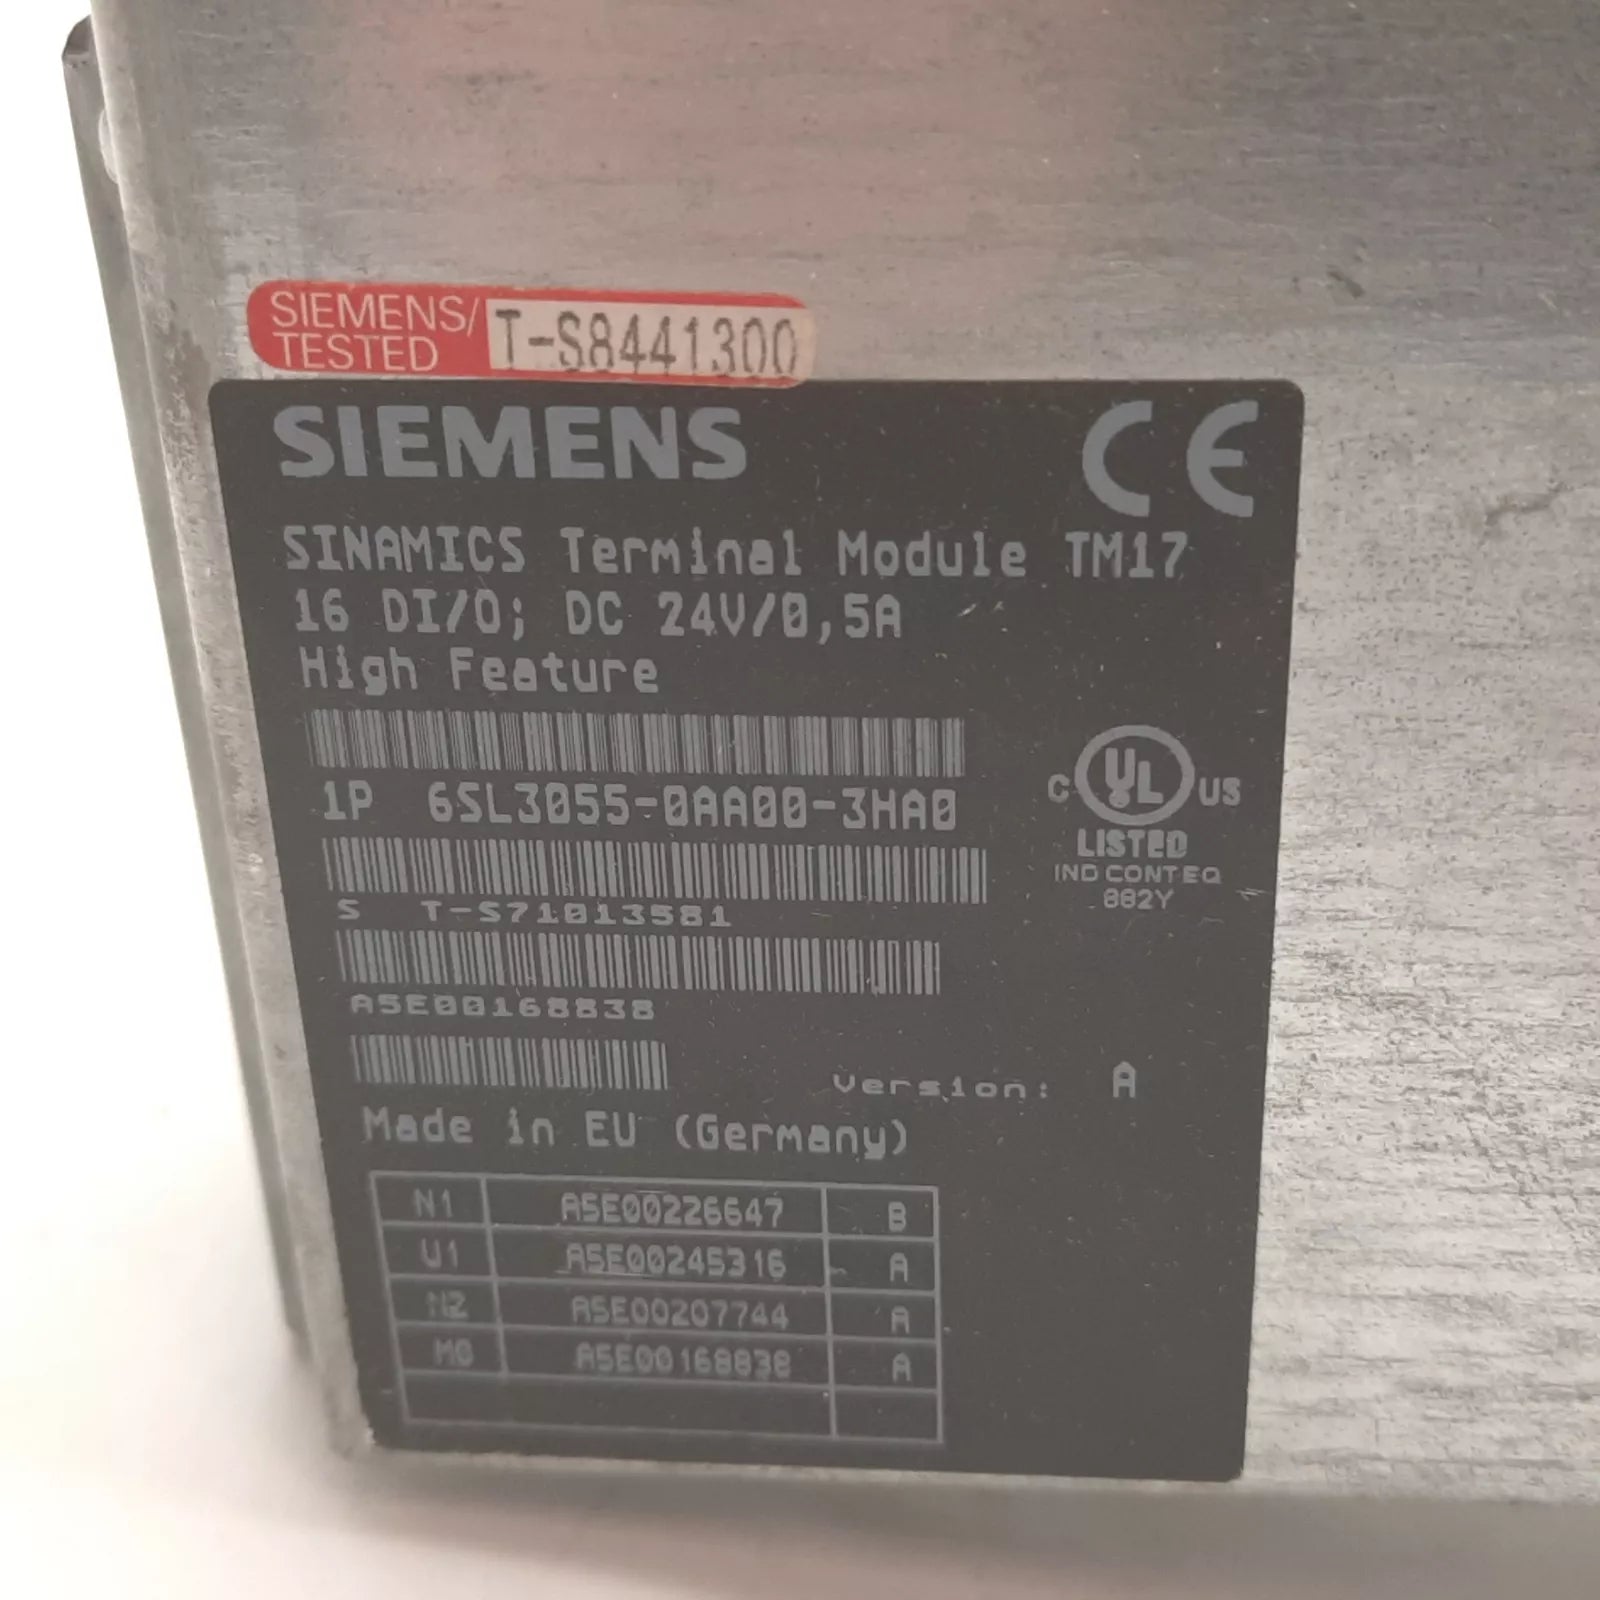 SIEMENS/
TESTED
T-S8441300
SIEMENS CE
SINAMICS Terminal Module TM17
16 DI/O; DC 24V/0,5A
High Feature
1P 6SL3055-0AA00-3HA0
C UL US
LISTED
IND CONT EQ
882Y
S T-S71013581
A5E00168838
Version: A
Made in EU (Germany)
N1 A5E00226647 B
U1 A5E00245316 A
N2 A5E00207744 A
M0 A5E00168838 A